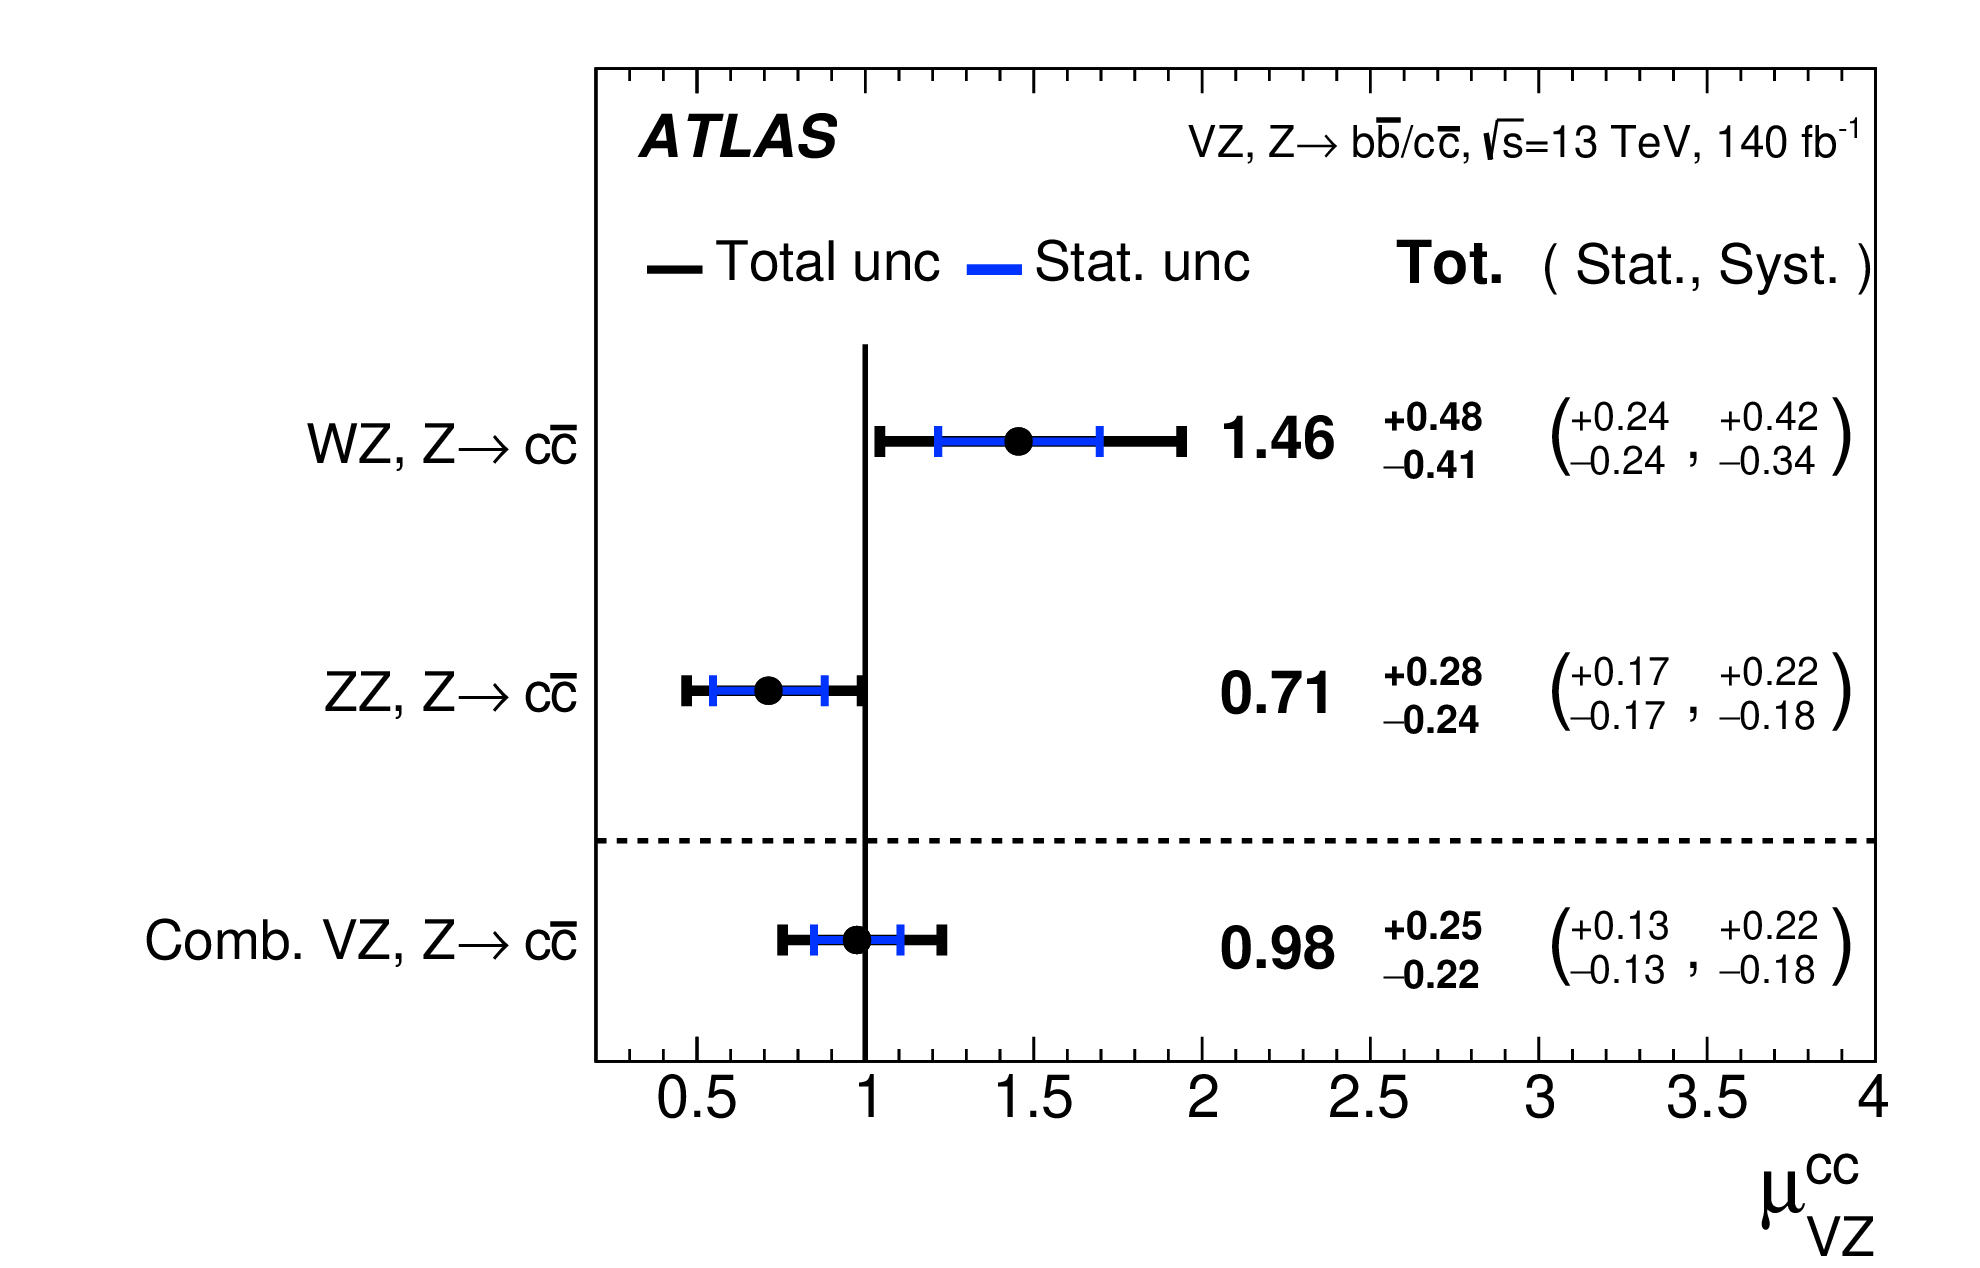 ATLAS
VZ, Z→ bb̅/cc̅, √s=13 TeV, 140 fb⁻¹
Total unc Stat. unc Tot. ( Stat., Syst. )
WZ, Z→ cc̅ 1.46 +0.48 −0.41 (+0.24 −0.24 , +0.42 −0.34)
ZZ, Z→ cc̅ 0.71 +0.28 −0.24 (+0.17 −0.17 , +0.22 −0.18)
Comb. VZ, Z→ cc̅ 0.98 +0.25 −0.22 (+0.13 −0.13 , +0.22 −0.18)
0.5 1 1.5 2 2.5 3 3.5 4
μ cc VZ